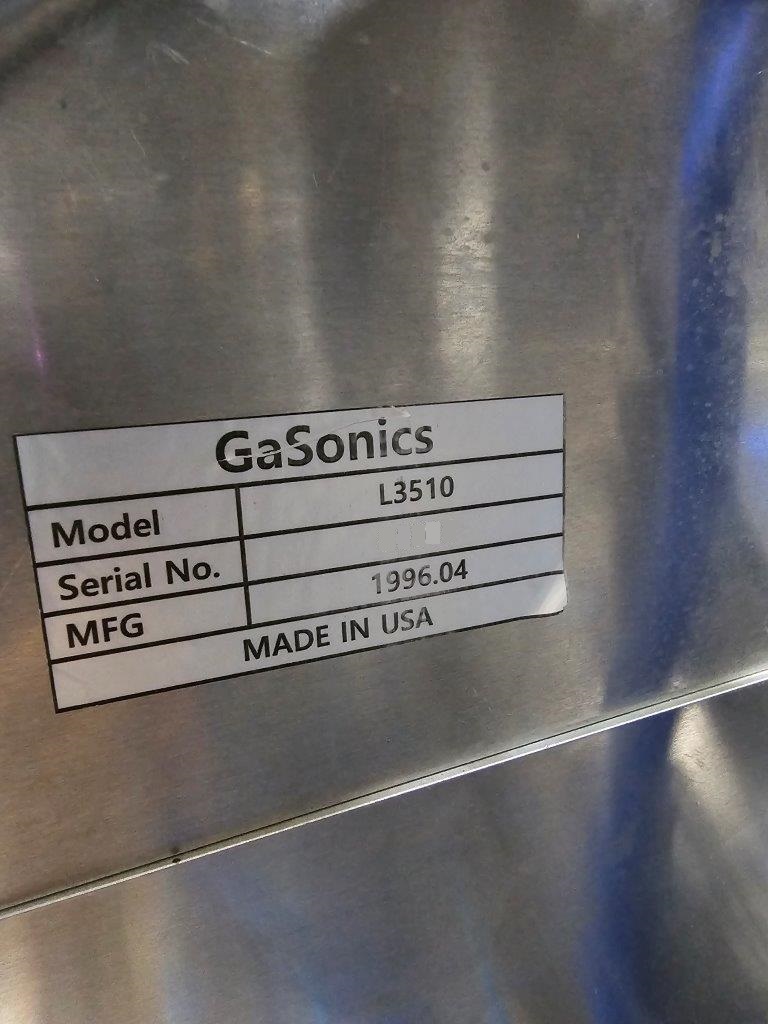 GaSonics
Model L3510
Serial No.
MFG 1996.04
MADE IN USA